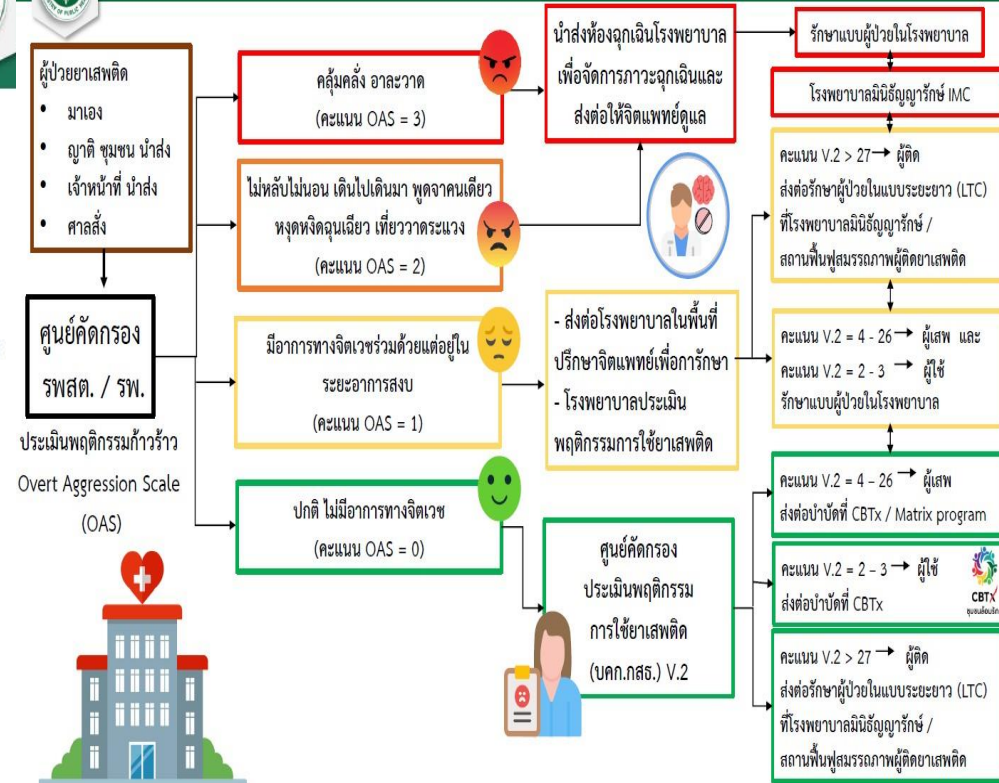 MINISTRY OF PUBLIC HEALTH
ผู้ป่วยยาเสพติด
• มาเอง
• ญาติ ชุมชน นำส่ง
• เจ้าหน้าที่ นำส่ง
• ศาลสั่ง
ศูนย์คัดกรอง
รพสต. / รพ.
ประเมินพฤติกรรมก้าวร้าว
Overt Aggression Scale
(OAS)
คลุ้มคลั่ง อาละวาด
(คะแนน OAS = 3)
ไม่หลับไม่นอน เดินไปเดินมา พูดจาคนเดียว
หงุดหงิดฉุนเฉียว เที่ยววาดระแวง
(คะแนน OAS = 2)
มีอาการทางจิตเวชร่วมด้วยแต่อยู่ใน
ระยะอาการสงบ
(คะแนน OAS = 1)
ปกติ ไม่มีอาการทางจิตเวช
(คะแนน OAS = 0)
นำส่งห้องฉุกเฉินโรงพยาบาล
เพื่อจัดการภาวะฉุกเฉินและ
ส่งต่อให้จิตแพทย์ดูแล
- ส่งต่อโรงพยาบาลในพื้นที่
ปรึกษาจิตแพทย์เพื่อการักษา
- โรงพยาบาลประเมิน
พฤติกรรมการใช้ยาเสพติด
ศูนย์คัดกรอง
ประเมินพฤติกรรม
การใช้ยาเสพติด
(บคก.กสธ.) V.2
รักษาแบบผู้ป่วยในโรงพยาบาล
โรงพยาบาลมินิธัญญารักษ์ IMC
คะแนน V.2 > 27 → ผู้ติด
ส่งต่อรักษาผู้ป่วยในแบบระยะยาว (LTC)
ที่โรงพยาบาลมินิธัญญารักษ์ /
สถานฟื้นฟูสมรรถภาพผู้ติดยาเสพติด
คะแนน V.2 = 4 - 26 → ผู้เสพ และ
คะแนน V.2 = 2 - 3 → ผู้ใช้
รักษาแบบผู้ป่วยในโรงพยาบาล
คะแนน V.2 = 4 – 26 → ผู้เสพ
ส่งต่อบำบัดที่ CBTx / Matrix program
คะแนน V.2 = 2 – 3 → ผู้ใช้
ส่งต่อบำบัดที่ CBTx
CBTX
ชุมชนล้อมรักษ์
คะแนน V.2 > 27 → ผู้ติด
ส่งต่อรักษาผู้ป่วยในแบบระยะยาว (LTC)
ที่โรงพยาบาลมินิธัญญารักษ์ /
สถานฟื้นฟูสมรรถภาพผู้ติดยาเสพติด